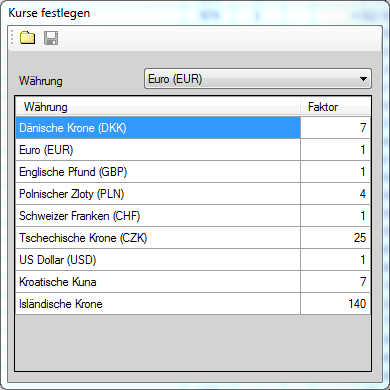 Kurse festlegen
Währung Euro (EUR)
Währung Faktor
Dänische Krone (DKK) 7
Euro (EUR) 1
Englische Pfund (GBP) 1
Polnischer Zloty (PLN) 4
Schweizer Franken (CHF) 1
Tschechische Krone (CZK) 25
US Dollar (USD) 1
Kroatische Kuna 7
Isländische Krone 140